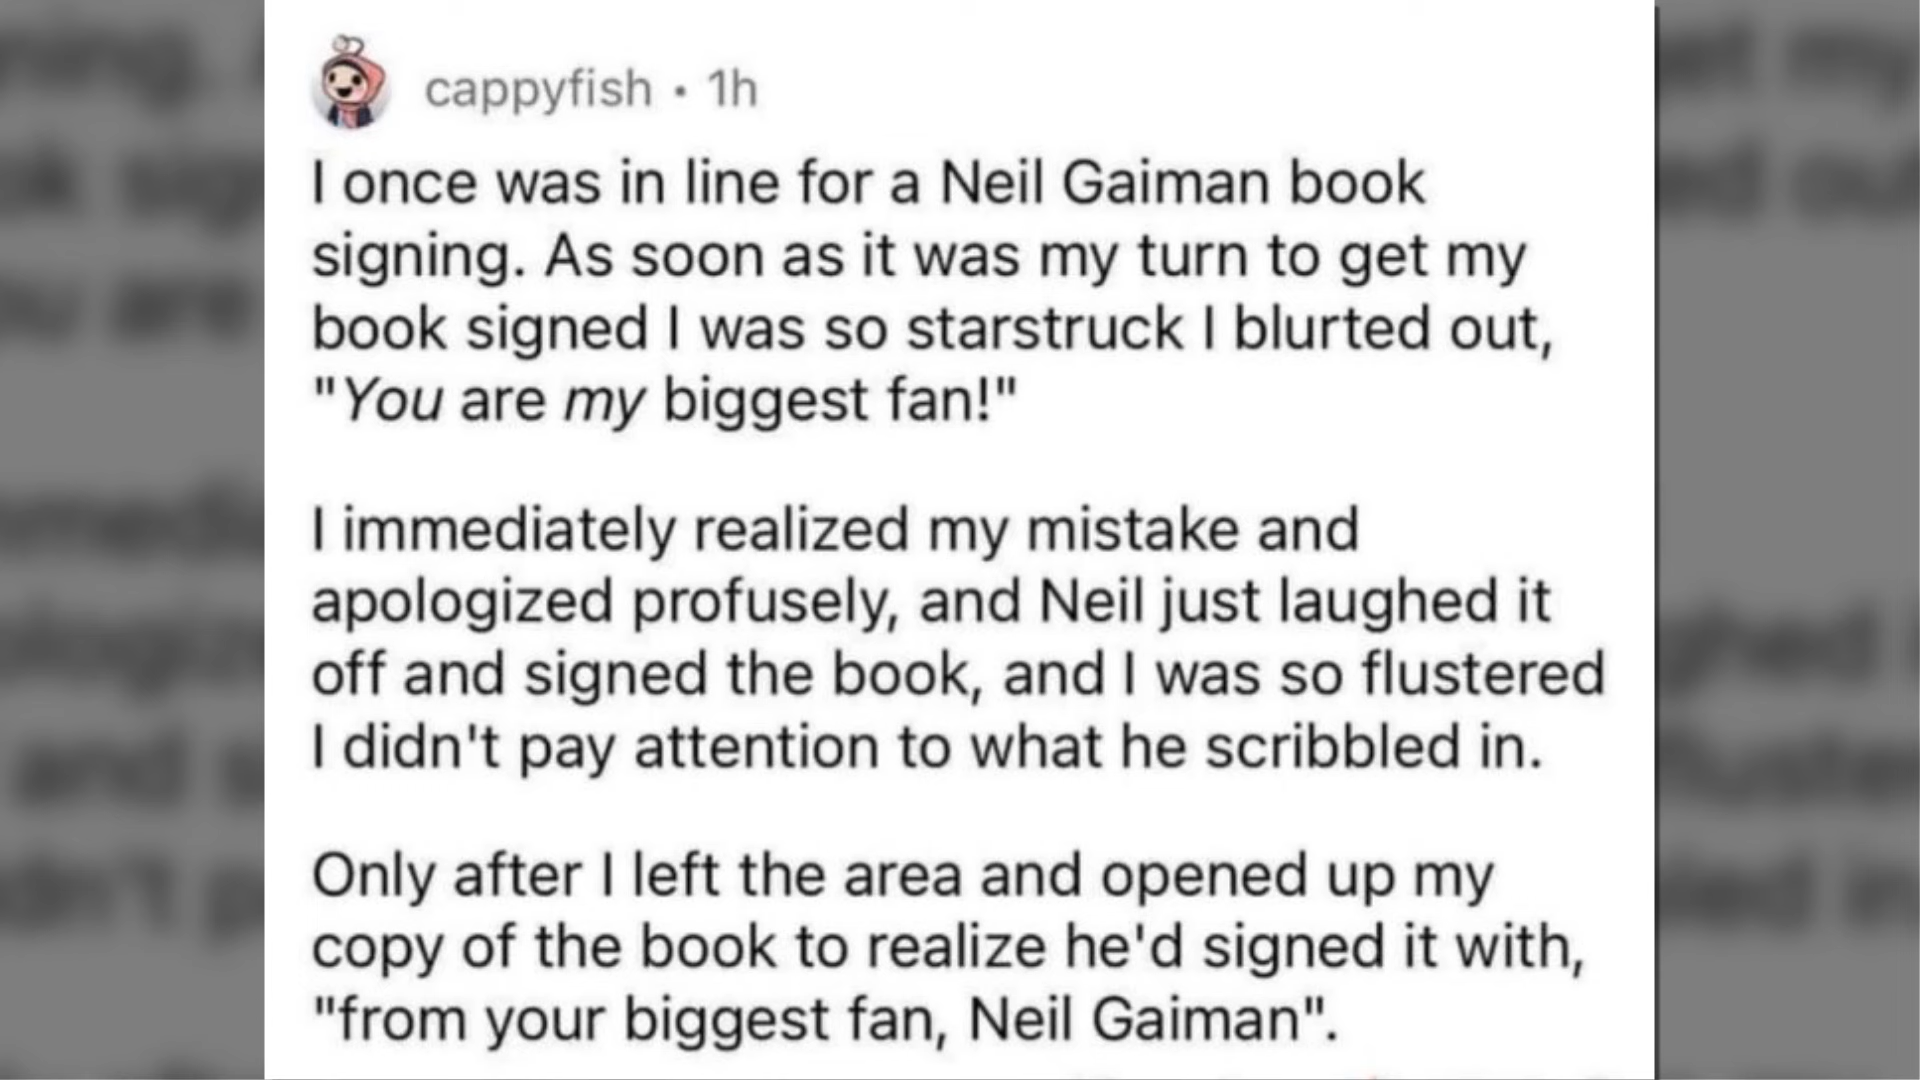 cappyfish • 1h
I once was in line for a Neil Gaiman book
signing. As soon as it was my turn to get my
book signed I was so starstruck I blurted out,
"You are my biggest fan!"
I immediately realized my mistake and
apologized profusely, and Neil just laughed it
off and signed the book, and I was so flustered
I didn't pay attention to what he scribbled in.
Only after I left the area and opened up my
copy of the book to realize he'd signed it with,
"from your biggest fan, Neil Gaiman".